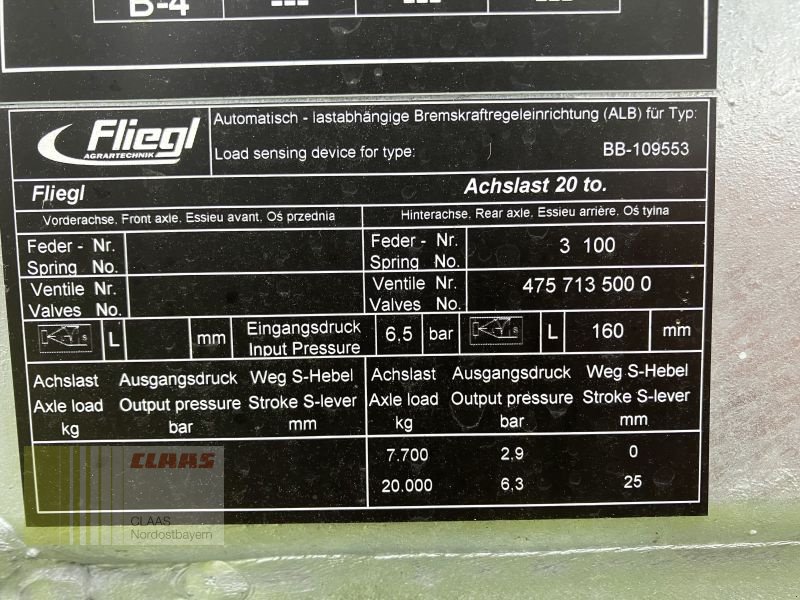 B-4 --- --- ---
Fliegl
AGRARTECHNIK
Automatisch - lastabhängige Bremskraftregeleinrichtung (ALB) für Typ:
Load sensing device for type: BB-109553
Fliegl Achslast 20 to.
Vorderachse. Front axle. Essieu avant. Oś przednia
Hinterachse. Rear axle. Essieu arrière. Oś tylna
Feder - Nr.
Spring No.
Feder - Nr. 3 100
Spring No.
Ventile Nr.
Valves No.
Ventile Nr. 475 713 500 0
Valves No.
L mm Eingangsdruck 6,5 bar L 160 mm
Input Pressure
Achslast Ausgangsdruck Weg S-Hebel Achslast Ausgangsdruck Weg S-Hebel
Axle load Output pressure Stroke S-lever Axle load Output pressure Stroke S-lever
kg bar mm kg bar mm
7.700 2,9 0
20.000 6,3 25
CLAAS
CLAAS
Nordostbayern